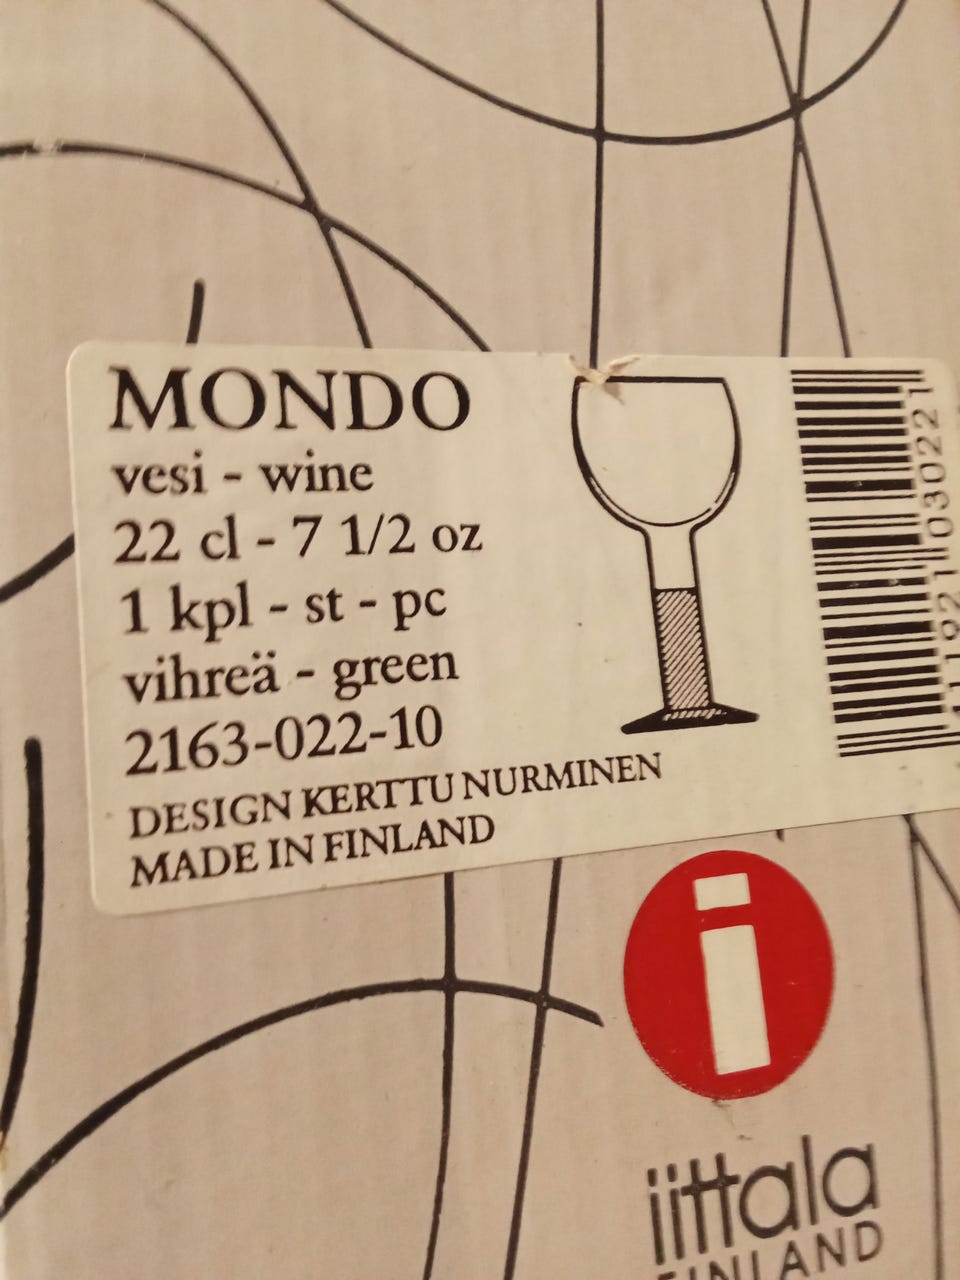 MONDO
vesi - wine
22 cl - 7 1/2 oz
1 kpl - st - pc
vihreä - green
2163-022-10
DESIGN KERTTU NURMINEN
MADE IN FINLAND
i
iittala
FINLAND